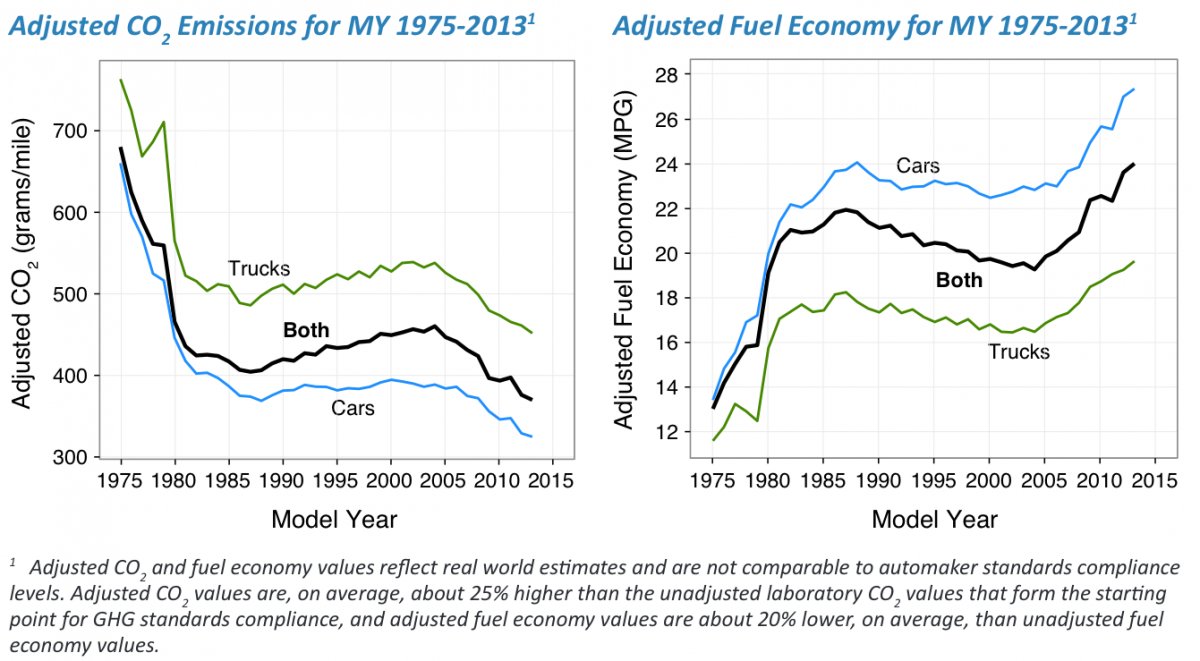 Adjusted CO2 Emissions for MY 1975-2013¹
Adjusted CO2 (grams/mile)
700
600
500
400
300
Trucks
Both
Cars
1975 1980 1985 1990 1995 2000 2005 2010 2015
Model Year
Adjusted Fuel Economy for MY 1975-2013¹
Adjusted Fuel Economy (MPG)
28
26
24
22
20
18
16
14
12
Cars
Both
Trucks
1975 1980 1985 1990 1995 2000 2005 2010 2015
Model Year
¹ Adjusted CO2 and fuel economy values reflect real world estimates and are not comparable to automaker standards compliance
levels. Adjusted CO2 values are, on average, about 25% higher than the unadjusted laboratory CO2 values that form the starting
point for GHG standards compliance, and adjusted fuel economy values are about 20% lower, on average, than unadjusted fuel
economy values.